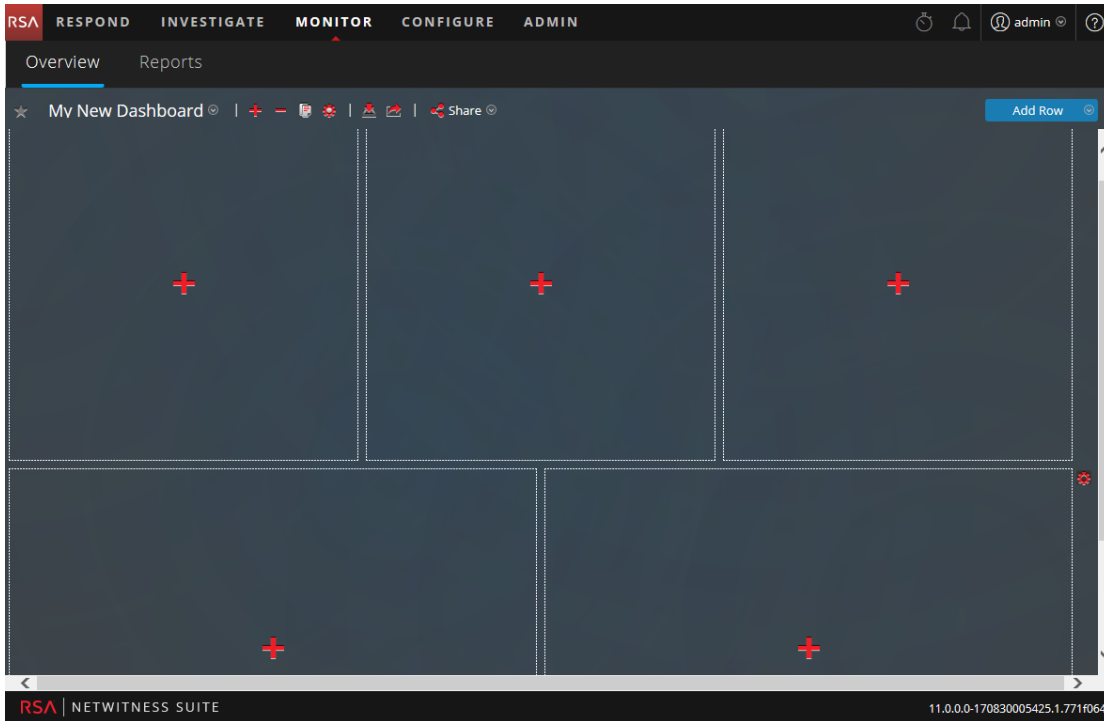 RSA RESPOND INVESTIGATE MONITOR CONFIGURE ADMIN admin ?
Overview Reports
My New Dashboard Share Add Row
RSA NETWITNESS SUITE 11.0.0.0-170830005425.1.771f064